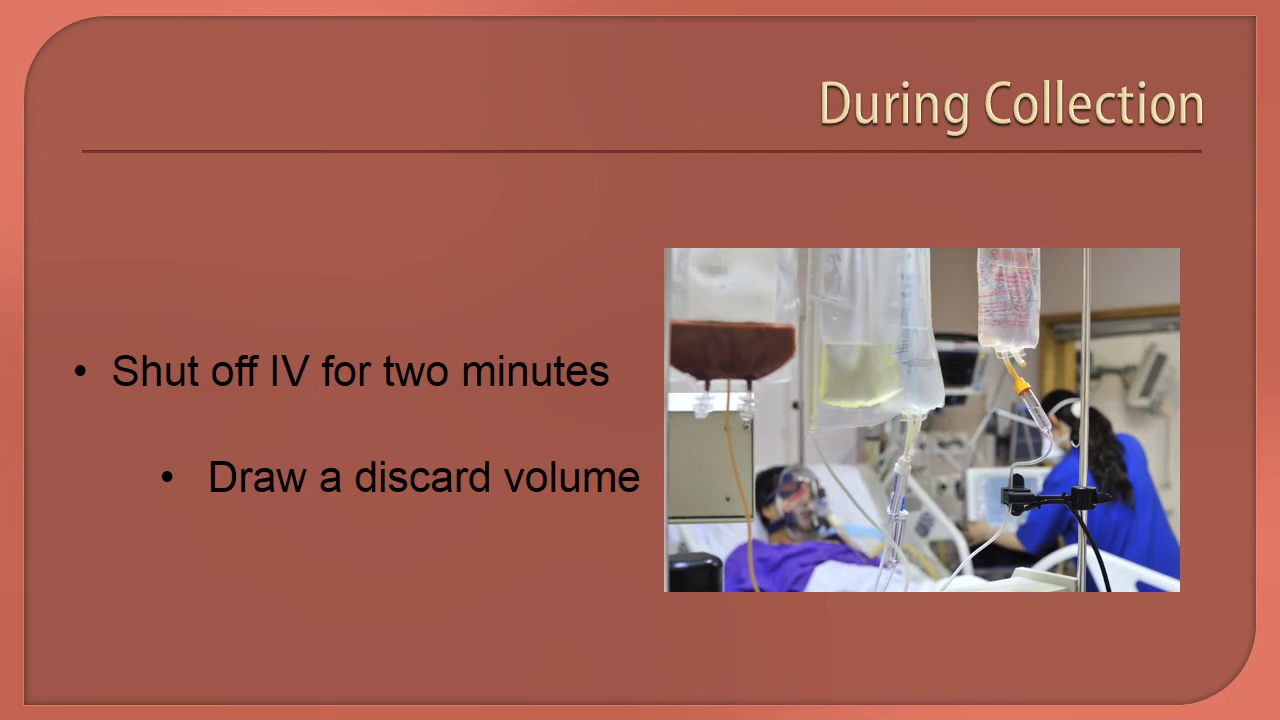 During Collection
• Shut off IV for two minutes
• Draw a discard volume